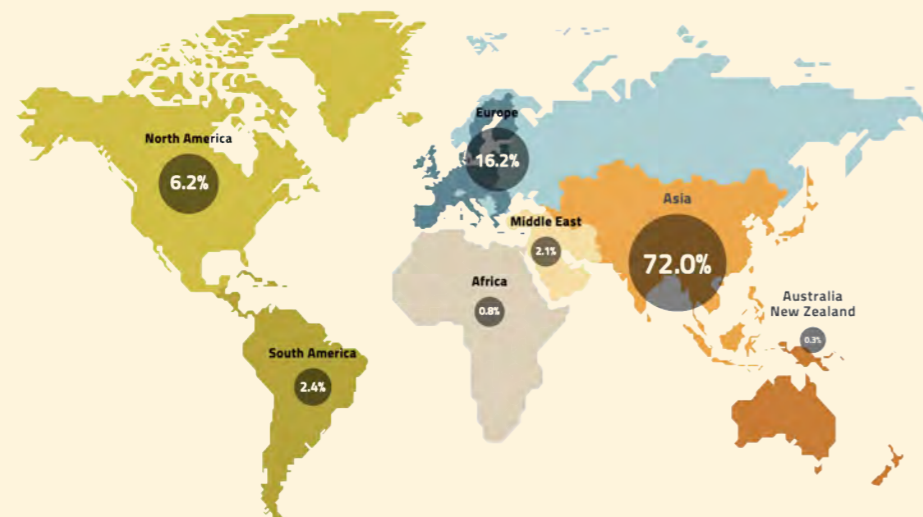 North America
6.2%
Europe
16.2%
Middle East
2.1%
Asia
72.0%
Africa
0.8%
Australia
New Zealand
0.3%
South America
2.4%